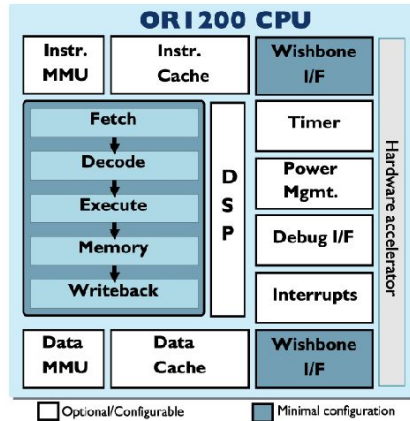 OR1200 CPU
Instr.
MMU
Instr.
Cache
Wishbone
I/F
Fetch
Decode
Execute
Memory
Writeback
D
S
P
Timer
Power
Mgmt.
Debug I/F
Interrupts
Hardware accelerator
Data
MMU
Data
Cache
Wishbone
I/F
Optional/Configurable
Minimal configuration